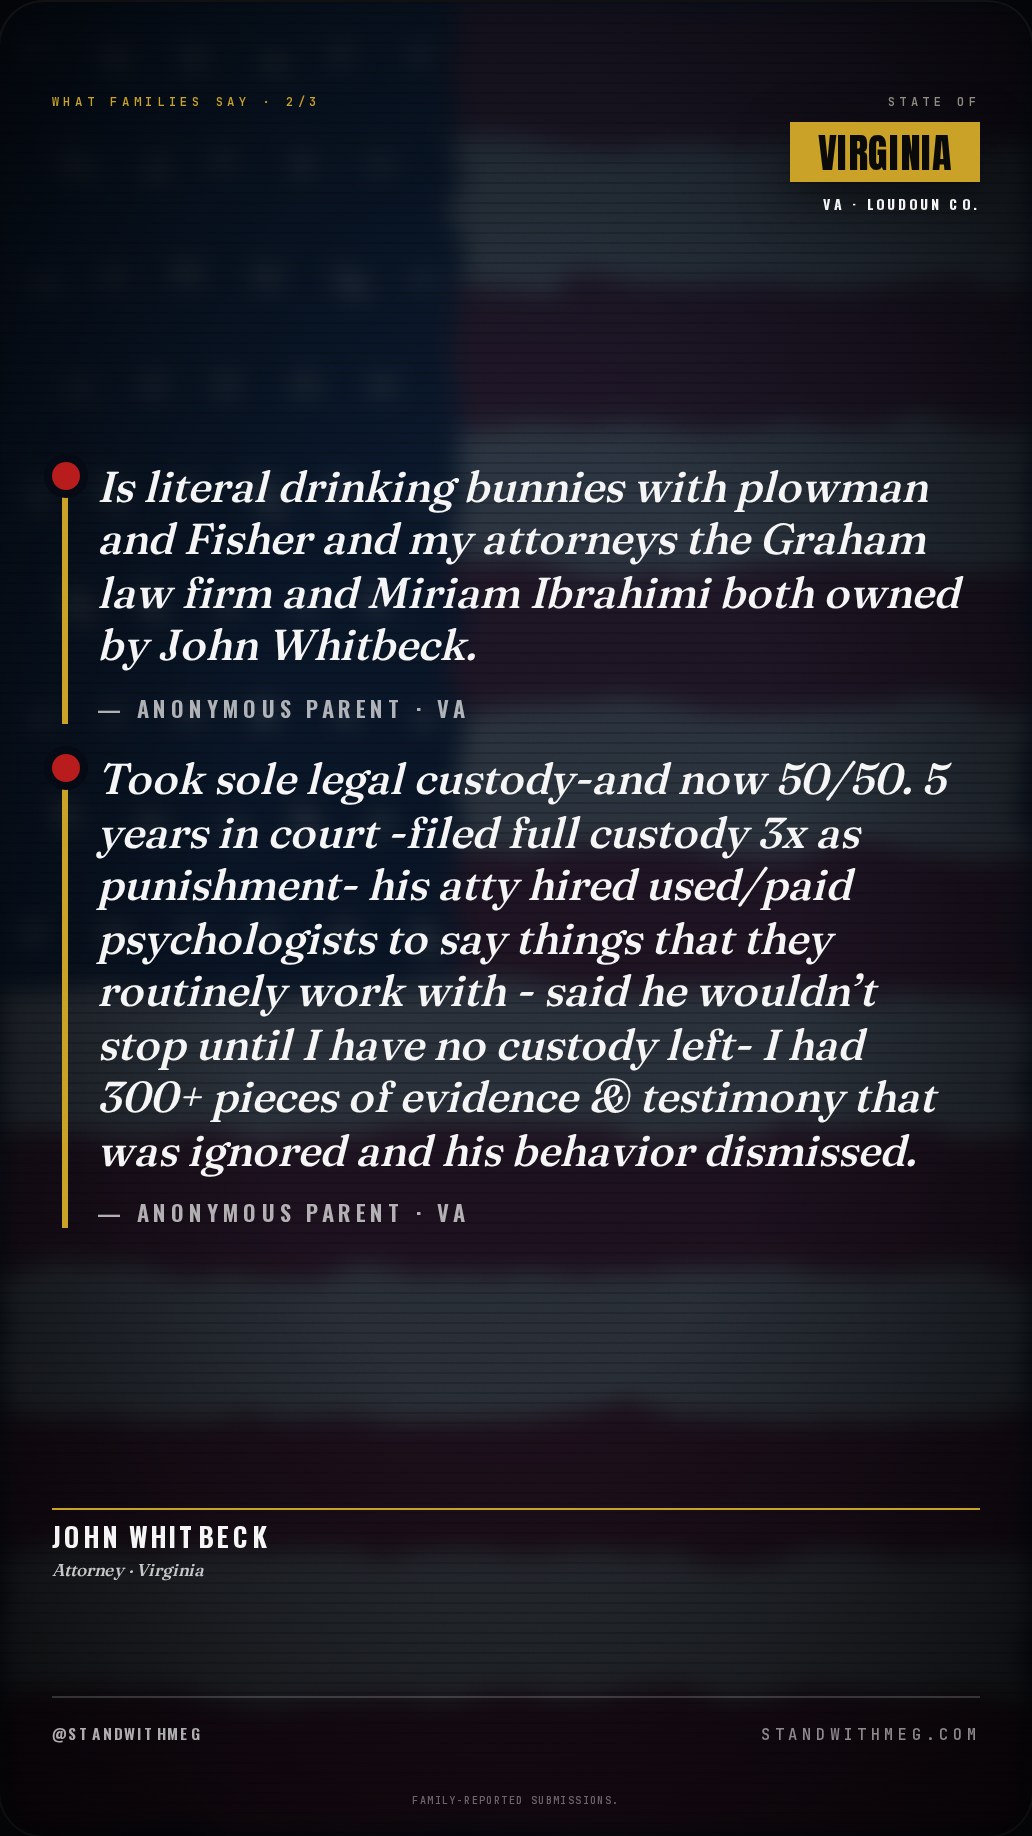 WHAT FAMILIES SAY · 2/3
STATE OF
VIRGINIA
VA · LOUDOUN CO.
Is literal drinking bunnies with plowman
and Fisher and my attorneys the Graham
law firm and Miriam Ibrahimi both owned
by John Whitbeck.
— ANONYMOUS PARENT · VA
Took sole legal custody-and now 50/50. 5
years in court -filed full custody 3x as
punishment- his atty hired used/paid
psychologists to say things that they
routinely work with - said he wouldn’t
stop until I have no custody left- I had
300+ pieces of evidence & testimony that
was ignored and his behavior dismissed.
— ANONYMOUS PARENT · VA
JOHN WHITBECK
Attorney · Virginia
@STANDWITHMEG
STANDWITHMEG.COM
FAMILY-REPORTED SUBMISSIONS.